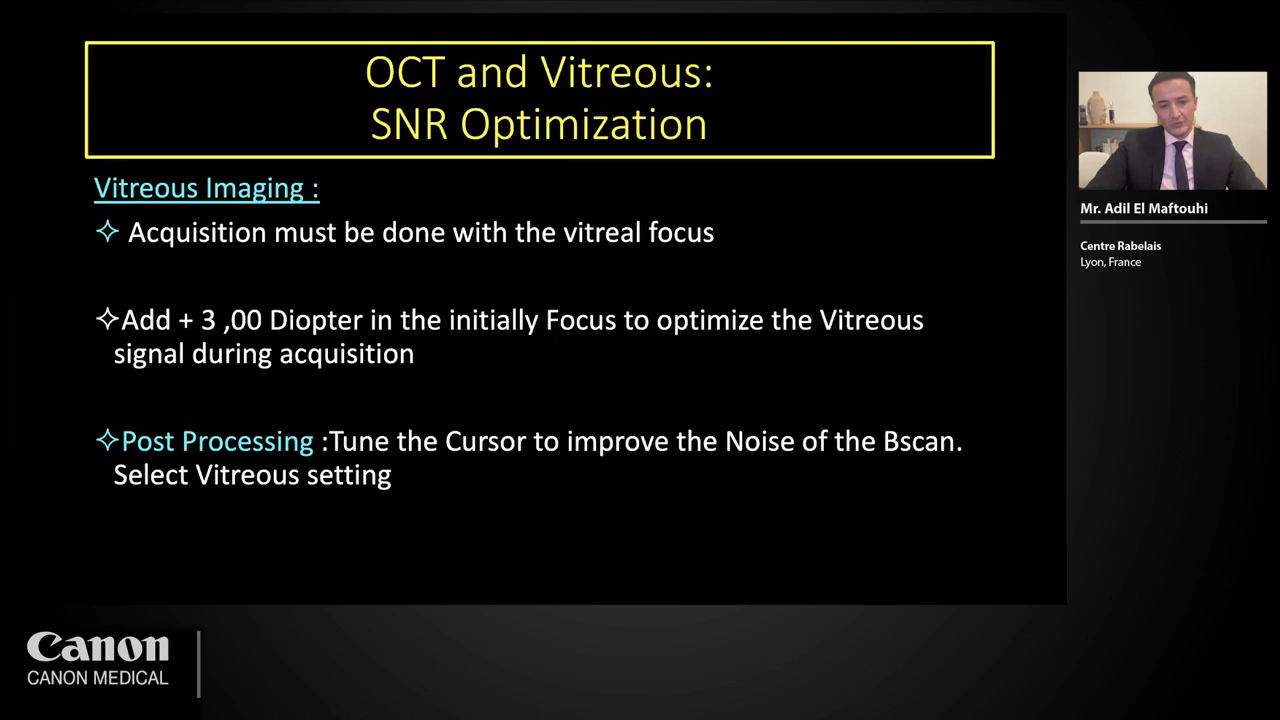 OCT and Vitreous:
SNR Optimization
Vitreous Imaging :
Acquisition must be done with the vitreal focus
Add + 3 ,00 Diopter in the initially Focus to optimize the Vitreous
signal during acquisition
Post Processing :Tune the Cursor to improve the Noise of the Bscan.
Select Vitreous setting
Mr. Adil El Maftouhi
Centre Rabelais
Lyon, France
Canon
CANON MEDICAL